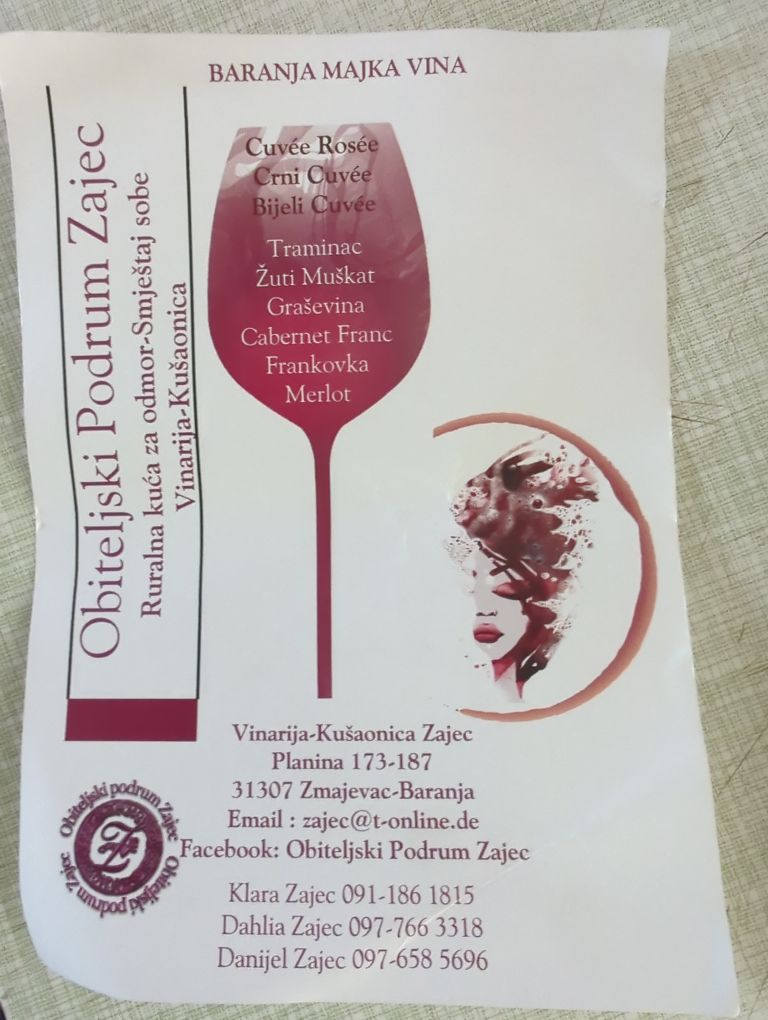 BARANJA MAJKA VINA
Obiteljski Podrum Zajec
Ruralna kuća za odmor-Smještaj sobe
Vinarija-Kušaonica
Cuvée Rosée
Crni Cuvée
Bijeli Cuvée
Traminac
Žuti Muškat
Graševina
Cabernet Franc
Frankovka
Merlot
Vinarija-Kušaonica Zajec
Planina 173-187
31307 Zmajevac-Baranja
Email : zajec@t-online.de
Facebook: Obiteljski Podrum Zajec
Klara Zajec 091-186 1815
Dahlia Zajec 097-766 3318
Danijel Zajec 097-658 5696
Obiteljski podrum Zajec
Obiteljski podrum Zajec
Z